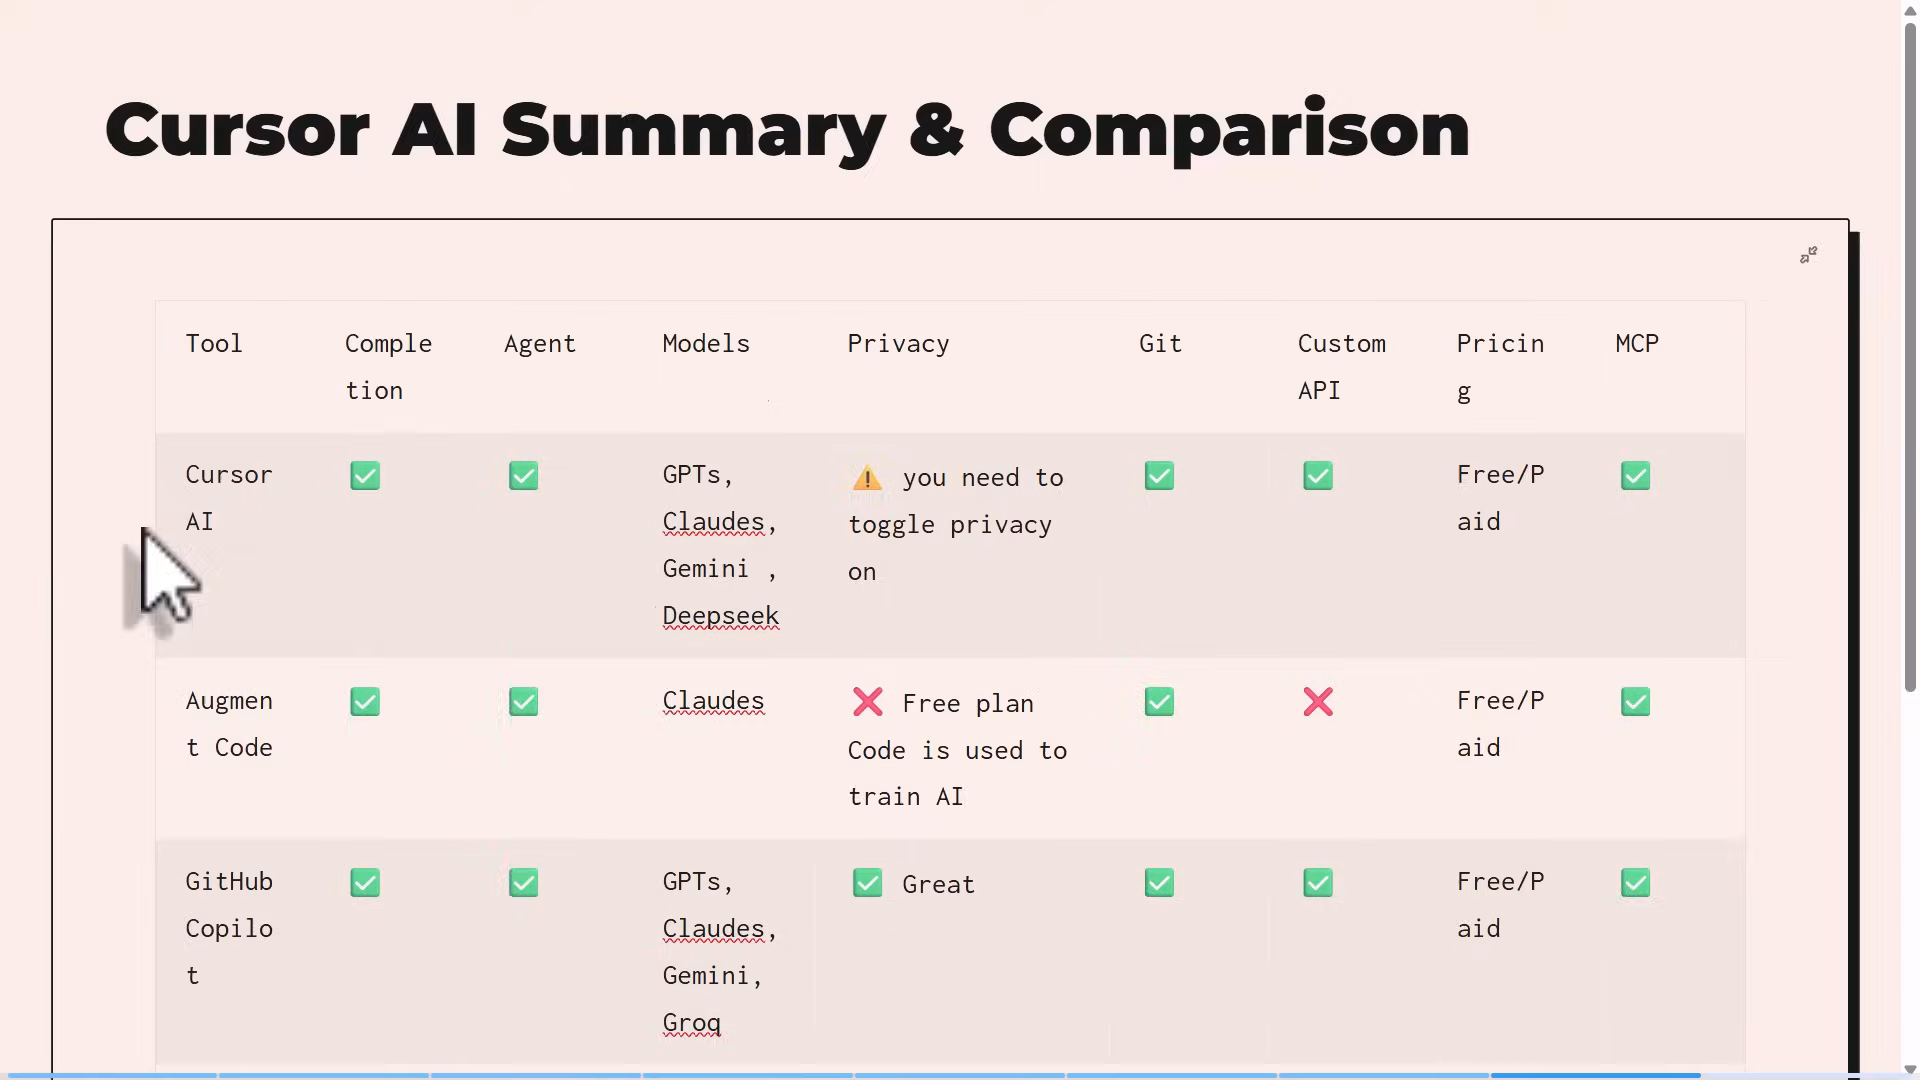 Cursor AI Summary & Comparison
Tool Comple Agent Models Privacy Git Custom Pricin MCP
tion API g
Cursor ✅ ✅ GPTs, ⚠️ you need to ✅ ✅ Free/P ✅
AI Claudes, toggle privacy aid
Gemini , on
Deepseek
Augmen ✅ ✅ Claudes ❌ Free plan ✅ ❌ Free/P ✅
t Code Code is used to aid
train AI
GitHub ✅ ✅ GPTs, ✅ Great ✅ ✅ Free/P ✅
Copilo Claudes, aid
t Gemini,
Groq